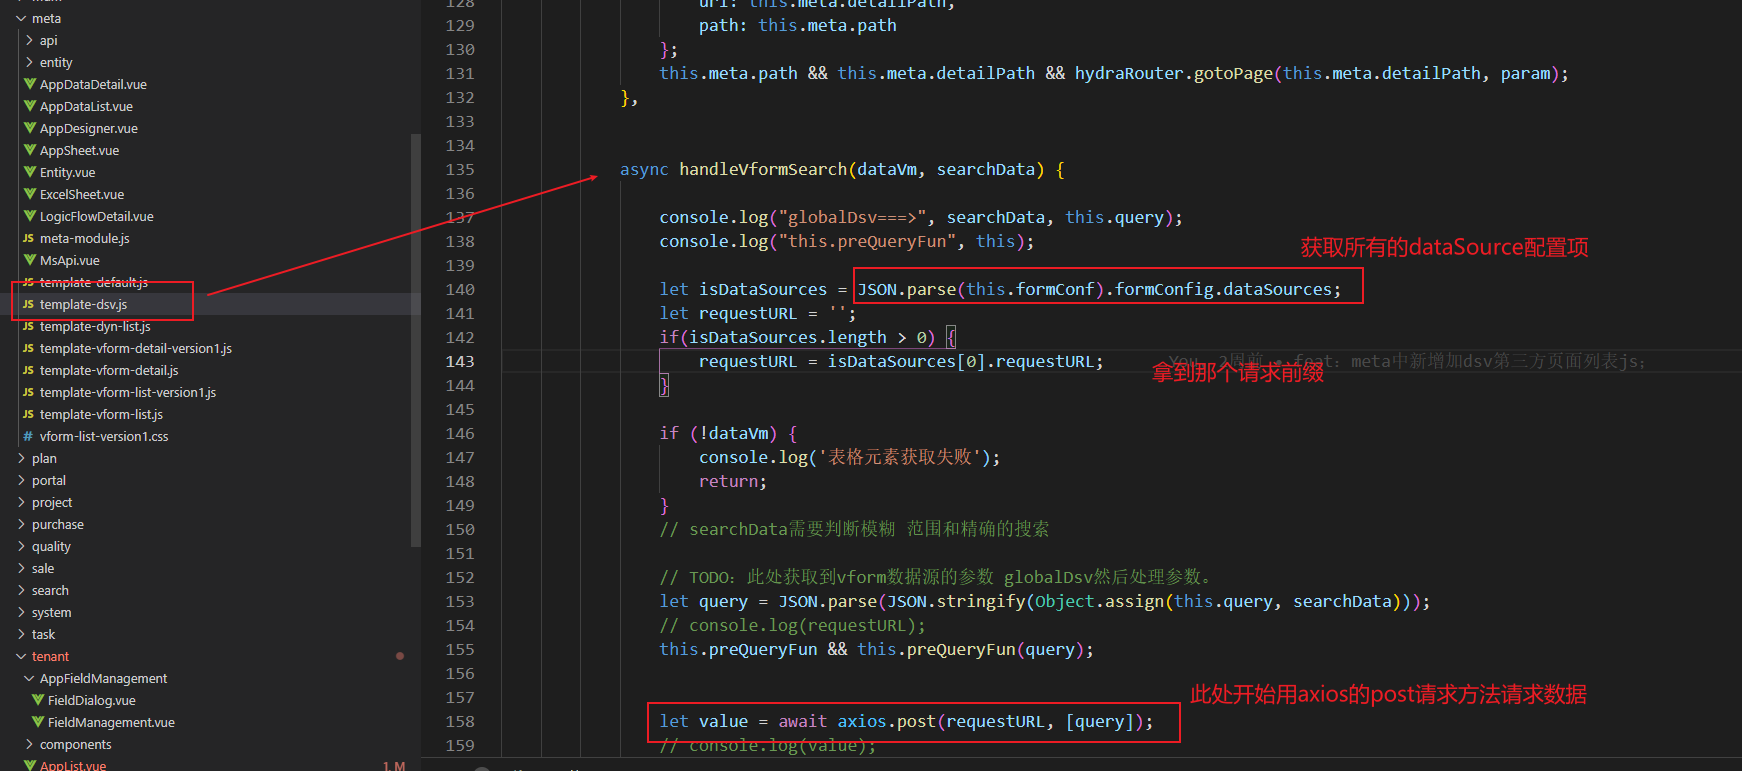 meta
api
entity
AppDataDetail.vue
AppDataList.vue
AppDesigner.vue
AppSheet.vue
Entity.vue
ExcelSheet.vue
LogicFlowDetail.vue
JS meta-module.js
MsApi.vue
JS template-default.js
JS template-dsv.js
JS template-dyn-list.js
JS template-vform-detail-version1.js
JS template-vform-detail.js
JS template-vform-list-version1.js
JS template-vform-list.js
# vform-list-version1.css
plan
portal
project
purchase
quality
sale
search
system
task
tenant
AppFieldManagement
FieldDialog.vue
FieldManagement.vue
components
AppList.vue 1, M
128 url: this.meta.detailPath,
129 path: this.meta.path
130 };
131 this.meta.path && this.meta.detailPath && hydraRouter.gotoPage(this.meta.detailPath, param);
132 },
133
134
135 async handleVformSearch(dataVm, searchData) {
136
137 console.log("globalDsv===>", searchData, this.query);
138 console.log("this.preQueryFun", this);
139
获取所有的dataSource配置项
140 let isDataSources = JSON.parse(this.formConf).formConfig.dataSources;
141 let requestURL = '';
142 if(isDataSources.length > 0) {
143 requestURL = isDataSources[0].requestURL; You, 2周前 • feat: meta中新增加dsv第三方页面列表js;
拿到那个请求前缀
144 }
145
146 if (!dataVm) {
147 console.log('表格元素获取失败');
148 return;
149 }
150 // searchData需要判断模糊 范围和精确的搜索
151
152 // TODO: 此处获取到vform数据源的参数 globalDsv然后处理参数。
153 let query = JSON.parse(JSON.stringify(Object.assign(this.query, searchData)));
154 // console.log(requestURL);
155 this.preQueryFun && this.preQueryFun(query);
156
157
此处开始用axios的post请求方法请求数据
158 let value = await axios.post(requestURL, [query]);
159 // console.log(value);